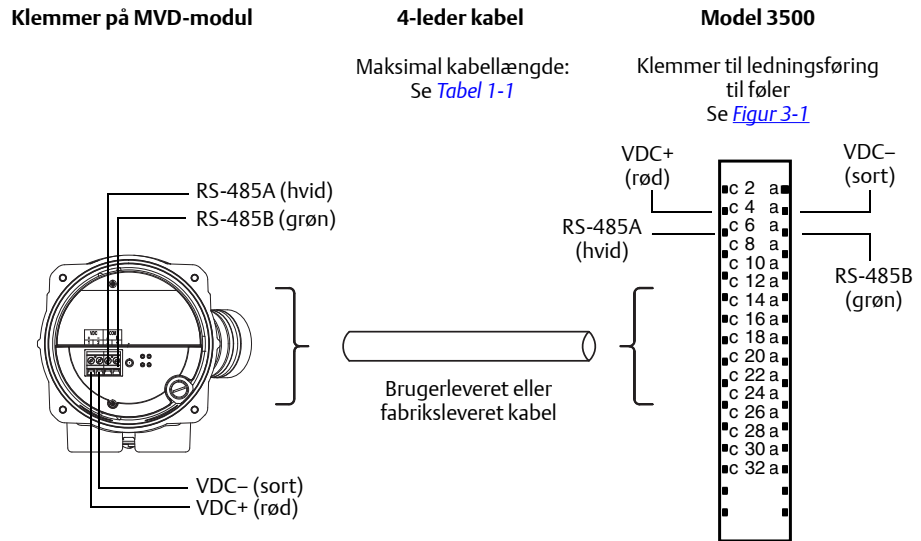 Klemmer på MVD-modul
4-leder kabel
Model 3500
Maksimal kabellængde:
Se Tabel 1-1
Klemmer til ledningsføring
til føler
Se Figur 3-1
VDC+
(rød)
VDC–
(sort)
RS-485A (hvid)
RS-485B (grøn)
RS-485A
(hvid)
RS-485B
(grøn)
c 2 a
c 4 a
c 6 a
c 8 a
c 10 a
c 12 a
c 14 a
c 16 a
c 18 a
c 20 a
c 22 a
c 24 a
c 26 a
c 28 a
c 30 a
c 32 a
VDC COM
Brugerleveret eller
fabriksleveret kabel
VDC– (sort)
VDC+ (rød)